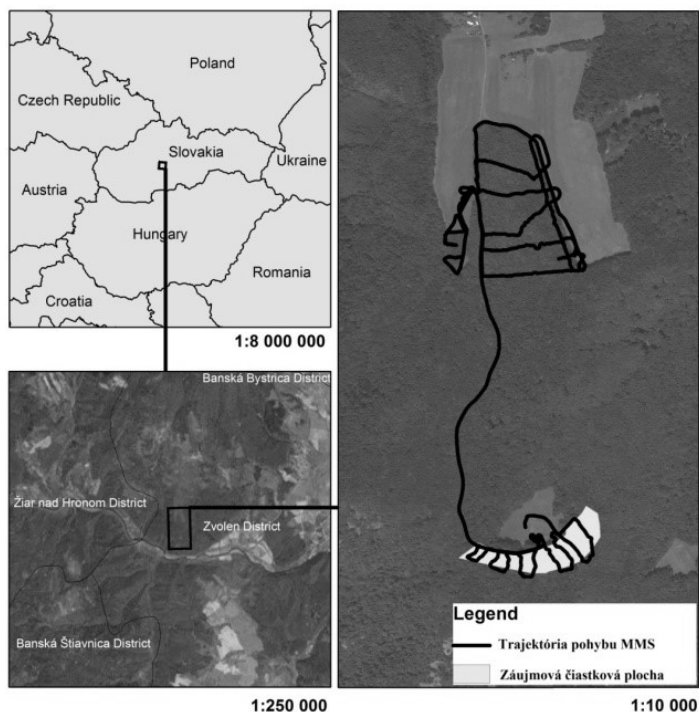 Poland
Czech Republic
Slovakia
Ukraine
Austria
Hungary
Romania
Croatia
1:8 000 000
Banská Bystrica District
Žiar nad Hronom District
Zvolen District
Banská Štiavnica District
1:250 000
Legend
Trajektória pohybu MMS
Záujmová čiastková plocha
1:10 000